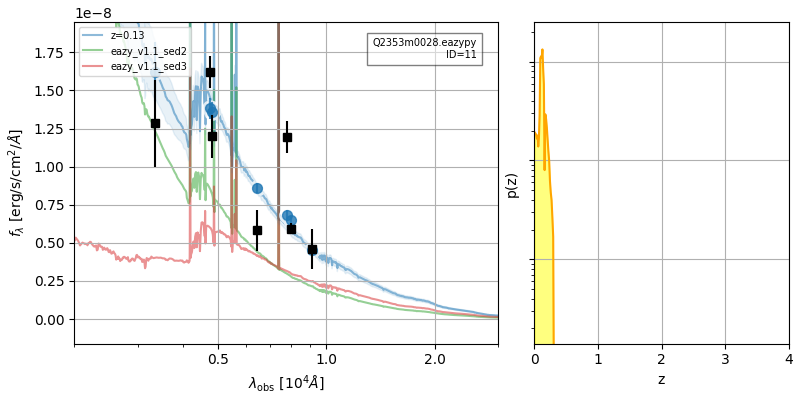 1e−8
z=0.13
eazy_v1.1_sed2
eazy_v1.1_sed3
Q2353m0028.eazypy
ID=11
1.75
1.50
1.25
1.00
0.75
0.50
0.25
0.00
fλ [erg/s/cm²/Å]
0.5
1.0
2.0
λobs [10⁴Å]
p(z)
0
1
2
3
4
z